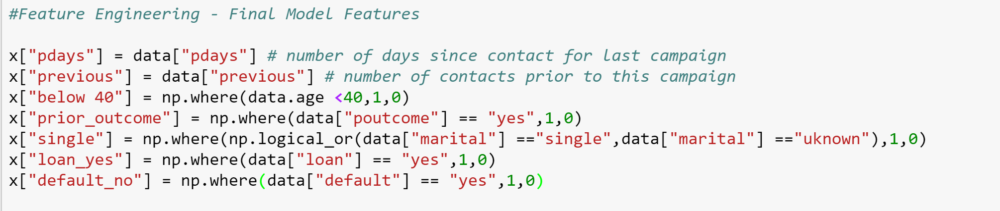 #Feature Engineering - Final Model Features
x["pdays"] = data["pdays"] # number of days since contact for last campaign
x["previous"] = data["previous"] # number of contacts prior to this campaign
x["below 40"] = np.where(data.age <40,1,0)
x["prior_outcome"] = np.where(data["poutcome"] == "yes",1,0)
x["single"] = np.where(np.logical_or(data["marital"] =="single",data["marital"] =="uknown"),1,0)
x["loan_yes"] = np.where(data["loan"] == "yes",1,0)
x["default_no"] = np.where(data["default"] == "yes",1,0)